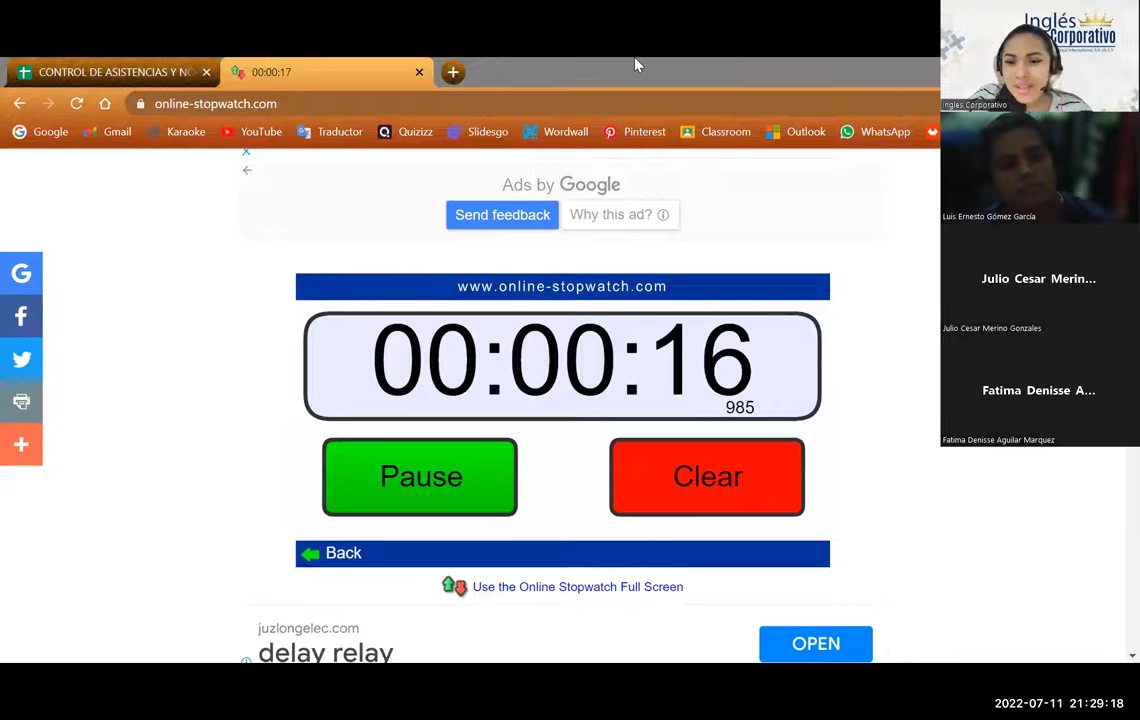 Inglés
Corporativo
Ingles Corporativo
CONTROL DE ASISTENCIAS Y NO
00:00:17
online-stopwatch.com
Google
Gmail
Karaoke
YouTube
Traductor
Quizizz
Slidesgo
Wordwall
Pinterest
Classroom
Outlook
WhatsApp
Luis Ernesto Gómez García
Ads by Google
Send feedback
Why this ad?
Julio Cesar Merin...
Julio Cesar Merino Gonzales
www.online-stopwatch.com
00:00:16
985
Fatima Denisse A...
Fatima Denisse Aguilar Marquez
Pause
Clear
Back
Use the Online Stopwatch Full Screen
juzlongelec.com
delay relay
OPEN
2022-07-11 21:29:18